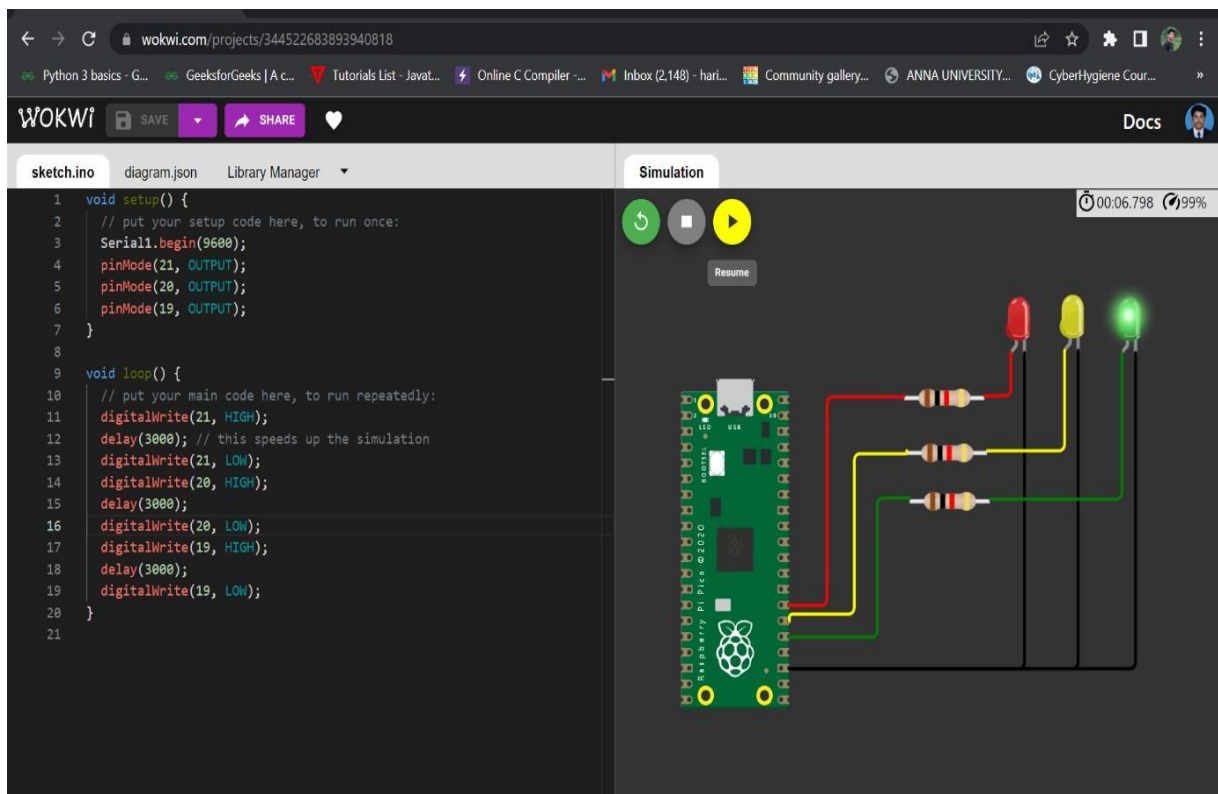 wokwi.com/projects/344522683893940818
Python 3 basics - G... GeeksforGeeks | A c... Tutorials List - Javat... Online C Compiler -... Inbox (2,148) - hari... Community gallery... ANNA UNIVERSITY... CyberHygiene Cour... »
WOKWi SAVE SHARE Docs
sketch.ino diagram.json Library Manager
Simulation
1 void setup() {
2 // put your setup code here, to run once:
3 Serial1.begin(9600);
4 pinMode(21, OUTPUT);
5 pinMode(20, OUTPUT);
6 pinMode(19, OUTPUT);
7 }
8
9 void loop() {
10 // put your main code here, to run repeatedly:
11 digitalWrite(21, HIGH);
12 delay(3000); // this speeds up the simulation
13 digitalWrite(21, LOW);
14 digitalWrite(20, HIGH);
15 delay(3000);
16 digitalWrite(20, LOW);
17 digitalWrite(19, HIGH);
18 delay(3000);
19 digitalWrite(19, LOW);
20 }
21
00:06.798 99%
Resume
LED USB
BOOTSEL
Raspberry Pi Pico ©2020